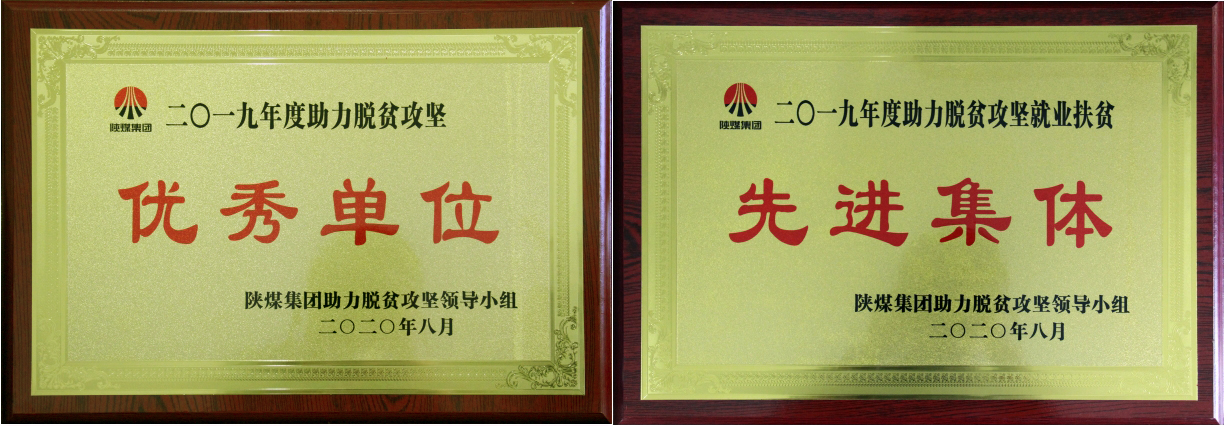 陕煤集团
二〇一九年度助力脱贫攻坚
优秀单位
陕煤集团助力脱贫攻坚领导小组
二〇二〇年八月
陕煤集团
二〇一九年度助力脱贫攻坚就业扶贫
先进集体
陕煤集团助力脱贫攻坚领导小组
二〇二〇年八月